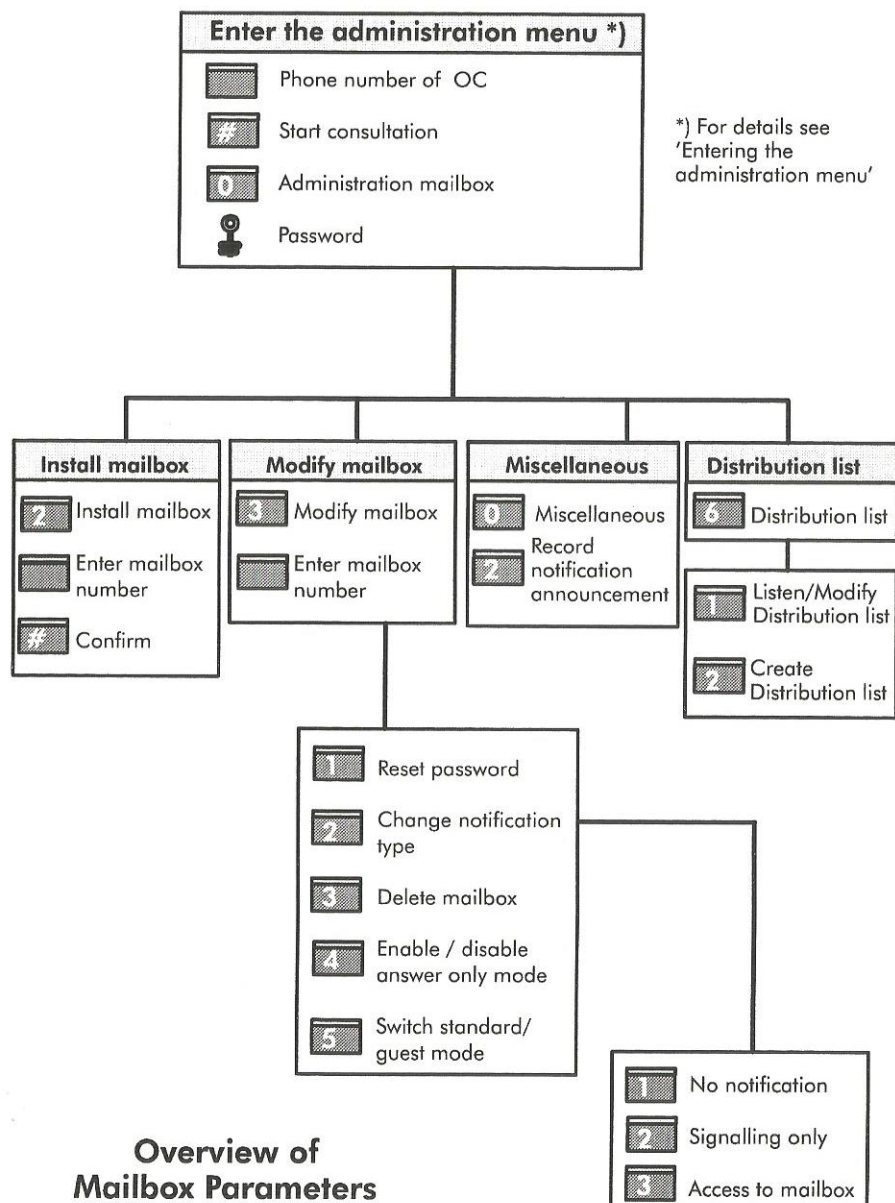 Enter the administration menu *)
Phone number of OC
# Start consultation
0 Administration mailbox
Password
*) For details see
'Entering the
administration menu'
Install mailbox
2 Install mailbox
Enter mailbox
number
# Confirm
Modify mailbox
3 Modify mailbox
Enter mailbox
number
Miscellaneous
0 Miscellaneous
2 Record
notification
announcement
Distribution list
6 Distribution list
1 Listen/Modify
Distribution list
2 Create
Distribution list
1 Reset password
2 Change notification
type
3 Delete mailbox
4 Enable / disable
answer only mode
5 Switch standard/
guest mode
1 No notification
2 Signalling only
3 Access to mailbox
Overview of
Mailbox Parameters